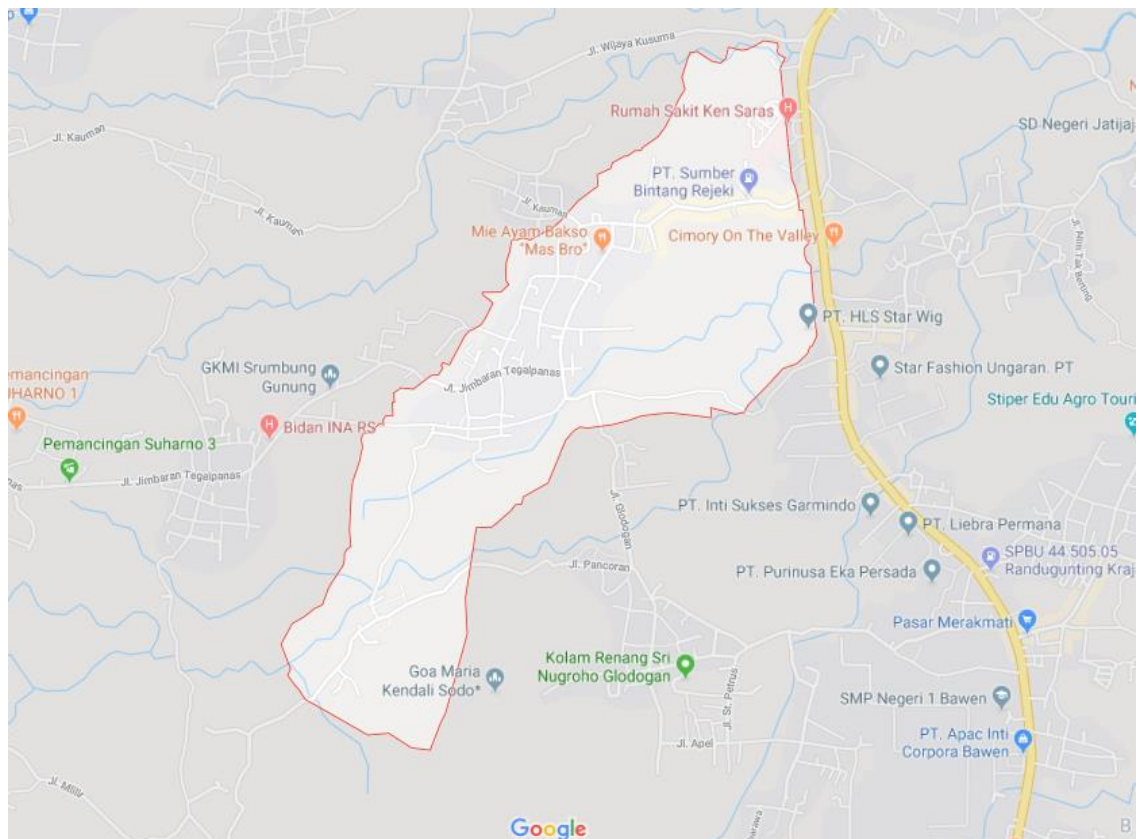 Jl. Wijaya Kusuma
Rumah Sakit Ken Saras
H
SD Negeri Jatijaj
Jl. Kauman
PT. Sumber
Bintang Rejeki
Jl. Kauman
Jl. Kauman
Mie Ayam-Bakso
"Mas Bro"
Cimory On The Valley
PT. HLS Star Wig
GKMI Srumbung
Gunung
Jl. Jimbaran Tegalpanas
Star Fashion Ungaran. PT
emancingan
UHARNO 1
Stiper Edu Agro Touri
H
Bidan INA RS
Pemancingan Suharno 3
Jl. Jimbaran Tegalpanas
nas
Jl. Glodogan
PT. Inti Sukses Garmindo
PT. Liebra Permana
Jl. Pancoran
PT. Purinusa Eka Persada
SPBU 44.505.05
Randugunting Kraj
Pasar Merakmati
Goa Maria
Kendali Sodo*
Kolam Renang Sri
Nugroho Glodogan
Jl. St. Petrus
SMP Negeri 1 Bawen
Jl. Apel
PT. Apac Inti
Corpora Bawen
Google
B